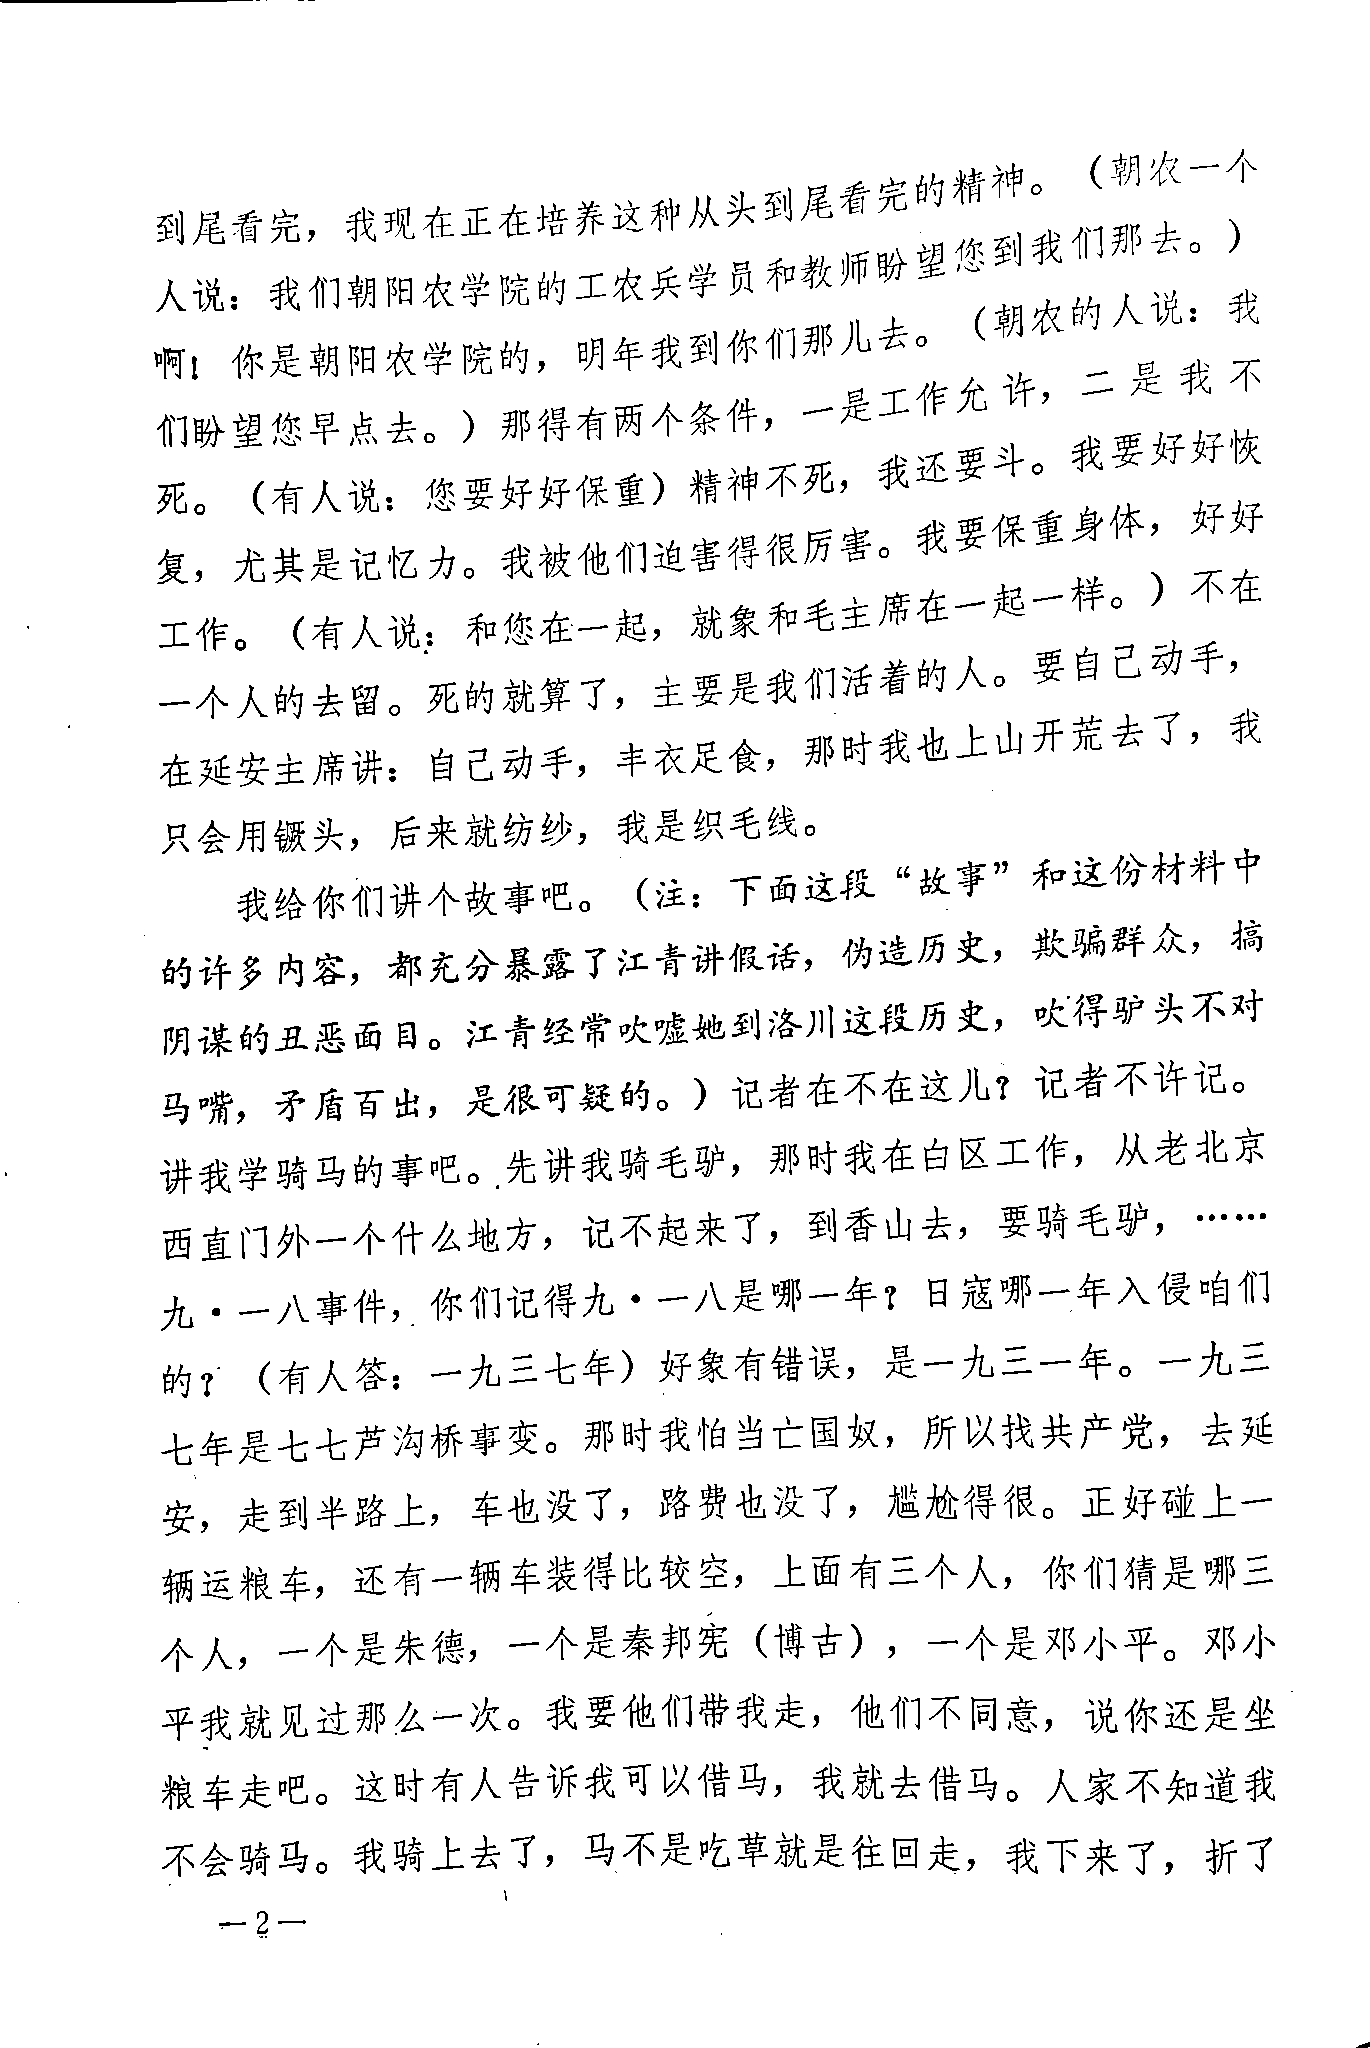 到尾看完，我现在正在培养这种从头到尾看完的精神。（朝农一个
人说：我们朝阳农学院的工农兵学员和教师盼望您到我们那去。）
啊！你是朝阳农学院的，明年我到你们那儿去。（朝农的人说：我
们盼望您早点去。）那得有两个条件，一是工作允许，二是我不
死。（有人说：您要好好保重）精神不死，我还要斗。我要好好恢
复，尤其是记忆力。我被他们迫害得很厉害。我要保重身体，好好
工作。（有人说：和您在一起，就象和毛主席在一起一样。）不在
一个人的去留。死的就算了，主要是我们活着的人。要自己动手，
在延安主席讲：自己动手，丰衣足食，那时我也上山开荒去了，我
只会用镢头，后来就纺纱，我是织毛线。
我给你们讲个故事吧。（注：下面这段“故事”和这份材料中
的许多内容，都充分暴露了江青讲假话，伪造历史，欺骗群众，搞
阴谋的丑恶面目。江青经常吹嘘她到洛川这段历史，吹得驴头不对
马嘴，矛盾百出，是很可疑的。）记者在不在这儿？记者不许记。
讲我学骑马的事吧。先讲我骑毛驴，那时我在白区工作，从老北京
西直门外一个什么地方，记不起来了，到香山去，要骑毛驴，……
九·一八事件，你们记得九·一八是哪一年？日寇哪一年入侵咱们
的？（有人答：一九三七年）好象有错误，是一九三一年。一九三
七年是七七芦沟桥事变。那时我怕当亡国奴，所以找共产党，去延
安，走到半路上，车也没了，路费也没了，尴尬得很。正好碰上一
辆运粮车，还有一辆车装得比较空，上面有三个人，你们猜是哪三
个人，一个是朱德，一个是秦邦宪（博古），一个是邓小平。邓小
平我就见过那么一次。我要他们带我走，他们不同意，说你还是坐
粮车走吧。这时有人告诉我可以借马，我就去借马。人家不知道我
不会骑马。我骑上去了，马不是吃草就是往回走，我下来了，折了
—2—